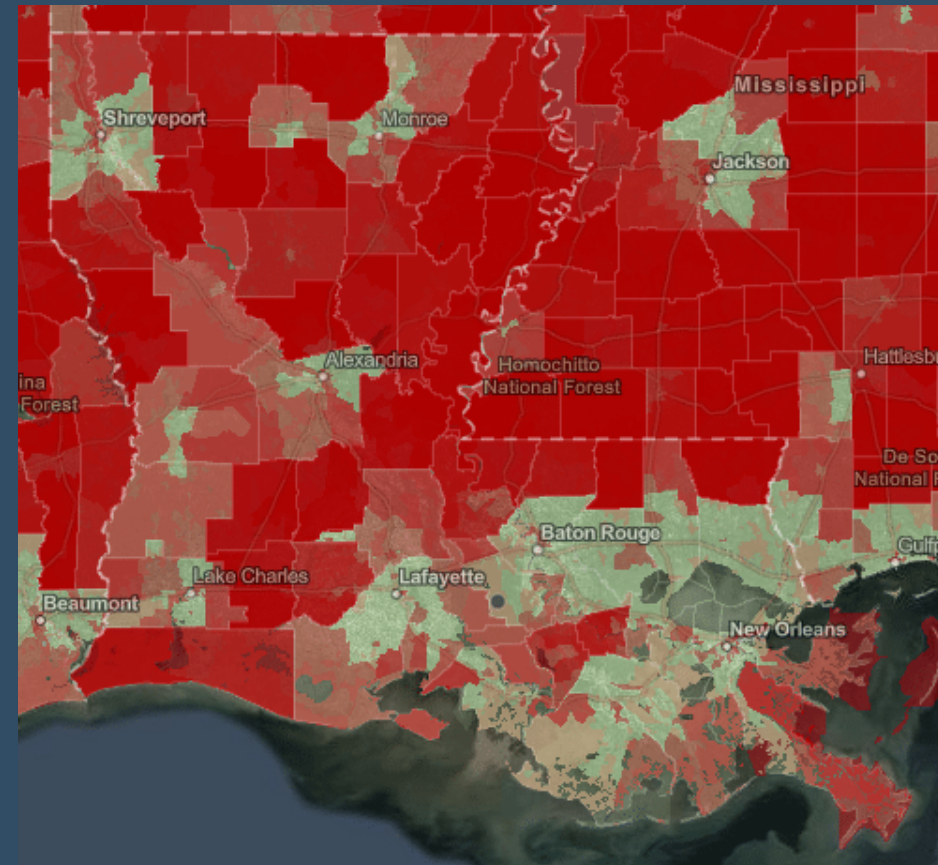 Shreveport
Monroe
Mississippi
Jackson
Alexandria
Homochitto
National Forest
Hattlesbu
ina
Forest
De So
National F
Baton Rouge
Gulfp
Lake Charles
Lafayette
Beaumont
New Orleans